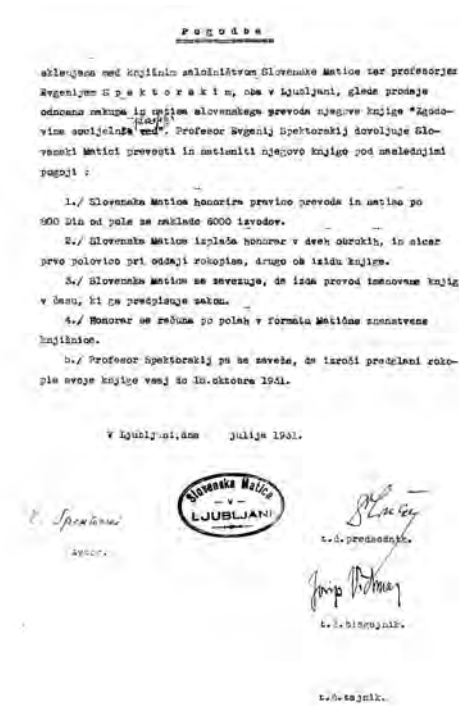 Pogodba
sklenjena med knjižnim založništvom Slovenske Matice ter profesorjem
Evgenijem Spektorskim, oba v Ljubljani, glede prodaje
odnosno nakupa in natisa slovenskega prevoda njegove knjige "Zgodo-
vina socijalne" Profesor Evgenij Spektorskij dovoljuje Slo-
venski Matici prevesti in natisniti njegovo knjigo pod naslednjimi
pogoji :
1./ Slovenska Matica honorira pravico prevoda in natisa po
800 Din od pole za naklado 6000 izvodov.
2./ Slovenska Matica izplača honorar v dveh obrokih, in sicer
prvo polovico pri oddaji rokopisa, drugo ob izidu knjige.
3./ Slovenska Matica se zavezuje, da izda prevod imenovane knjige
v času, ki ga predpisuje zakon.
4./ Honorar se računa po polah v formatu Matične znanstvene
knjižnice.
5./ Profesor Spektorskij pa se zaveže, da izroči predelani roko-
pis svoje knjige vsaj do 15.oktobra 1931.
V Ljubljani,dne julija 1931.
Slovenska Matica
- v -
LJUBLJANI
E. Spektorski
avtor.
t.č.predsednik.
Josip Vidmar
t.č.blagajnik.
t.č.tajnik.